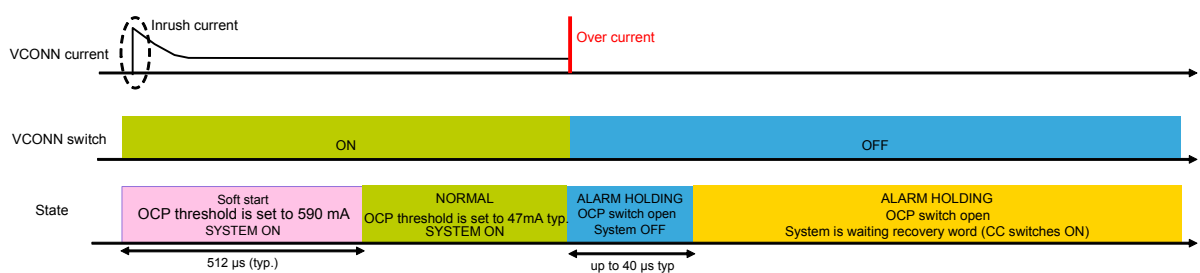 Inrush current
VCONN current
Over current
VCONN switch
ON
OFF
State
Soft start
OCP threshold is set to 590 mA
SYSTEM ON
NORMAL
OCP threshold is set to 47mA typ.
SYSTEM ON
ALARM HOLDING
OCP switch open
System OFF
ALARM HOLDING
OCP switch open
System is waiting recovery word (CC switches ON)
512 µs (typ.)
up to 40 µs typ